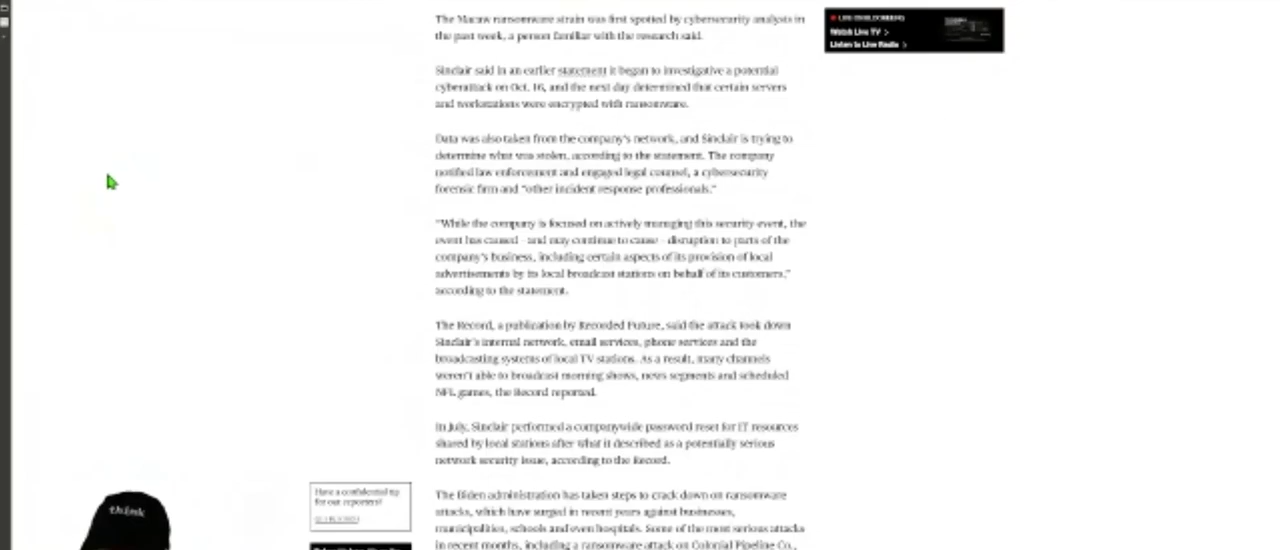 The Macaw ransomware strain was first spotted by cybersecurity analysts in
the past week, a person familiar with the research said.
Sinclair said in an earlier statement it began to investigative a potential
cyberattack on Oct. 16, and the next day determined that certain servers
and workstations were encrypted with ransomware.
Data was also taken from the company's network, and Sinclair is trying to
determine what was stolen, according to the statement. The company
notified law enforcement and engaged legal counsel, a cybersecurity
forensic firm and "other incident response professionals."
"While the company is focused on actively managing this security event, the
event has caused - and may continue to cause - disruption to parts of the
company's business, including certain aspects of its provision of local
advertisements by its local broadcast stations on behalf of its customers,"
according to the statement.
The Record, a publication by Recorded Future, said the attack took down
Sinclair's internal network, email services, phone services and the
broadcasting systems of local TV stations. As a result, many channels
weren't able to broadcast morning shows, news segments and scheduled
NFL games, the Record reported.
In July, Sinclair performed a companywide password reset for IT resources
shared by local stations after what it described as a potentially serious
network security issue, according to the Record.
The Biden administration has taken steps to crack down on ransomware
attacks, which have surged in recent years against businesses,
municipalities, schools and even hospitals. Some of the most serious attacks
in recent months, including a ransomware attack on Colonial Pipeline Co.,
LIVE ON BLOOMBERG
Watch Live TV >
Listen to Live Radio >
Have a confidential tip
for our reporters?
think